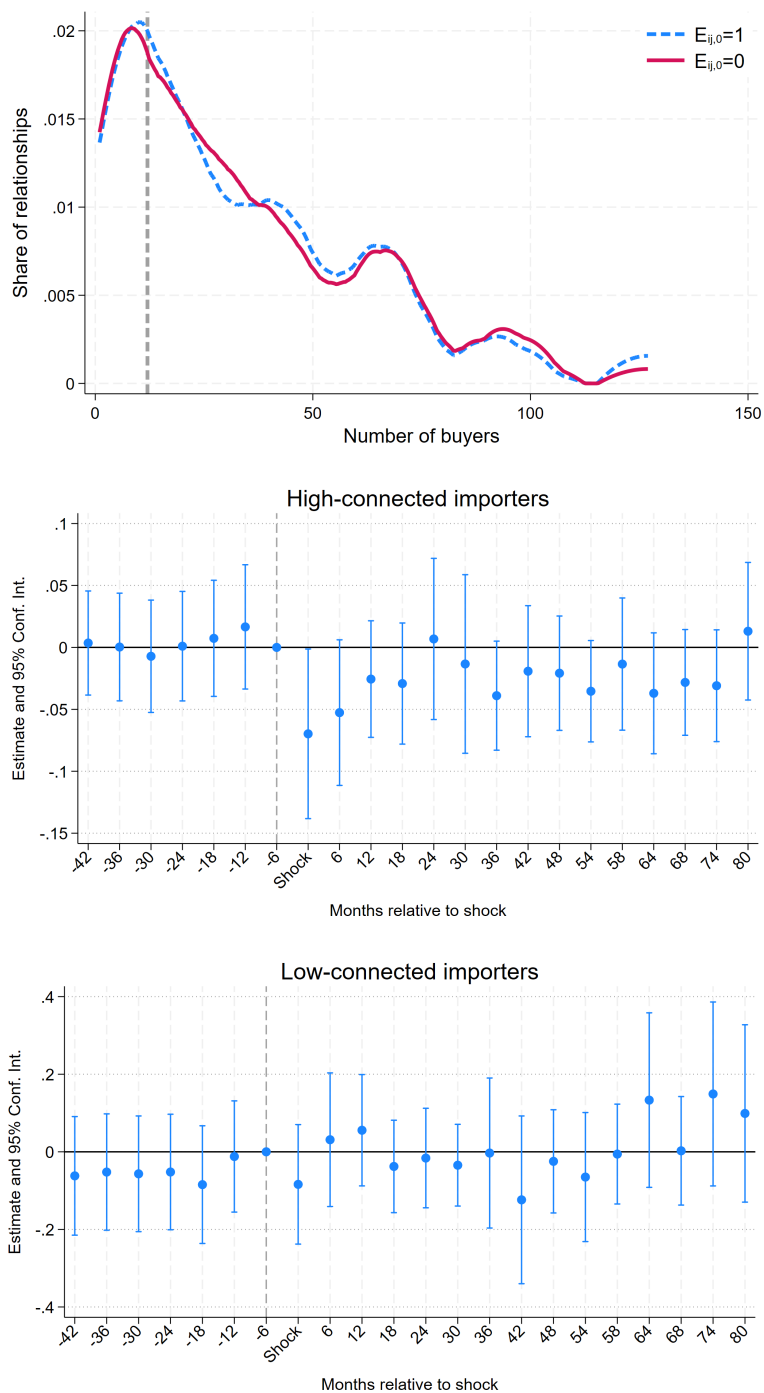 .02
.015
.01
.005
0
Share of relationships
E_{ij,0}=1
E_{ij,0}=0
0 50 100 150
Number of buyers
High-connected importers
.1
.05
0
-.05
-.1
-.15
Estimate and 95% Conf. Int.
-42 -36 -30 -24 -18 -12 -6 Shock 6 12 18 24 30 36 42 48 54 58 64 68 74 80
Months relative to shock
Low-connected importers
.4
.2
0
-.2
-.4
Estimate and 95% Conf. Int.
-42 -36 -30 -24 -18 -12 -6 Shock 6 12 18 24 30 36 42 48 54 58 64 68 74 80
Months relative to shock